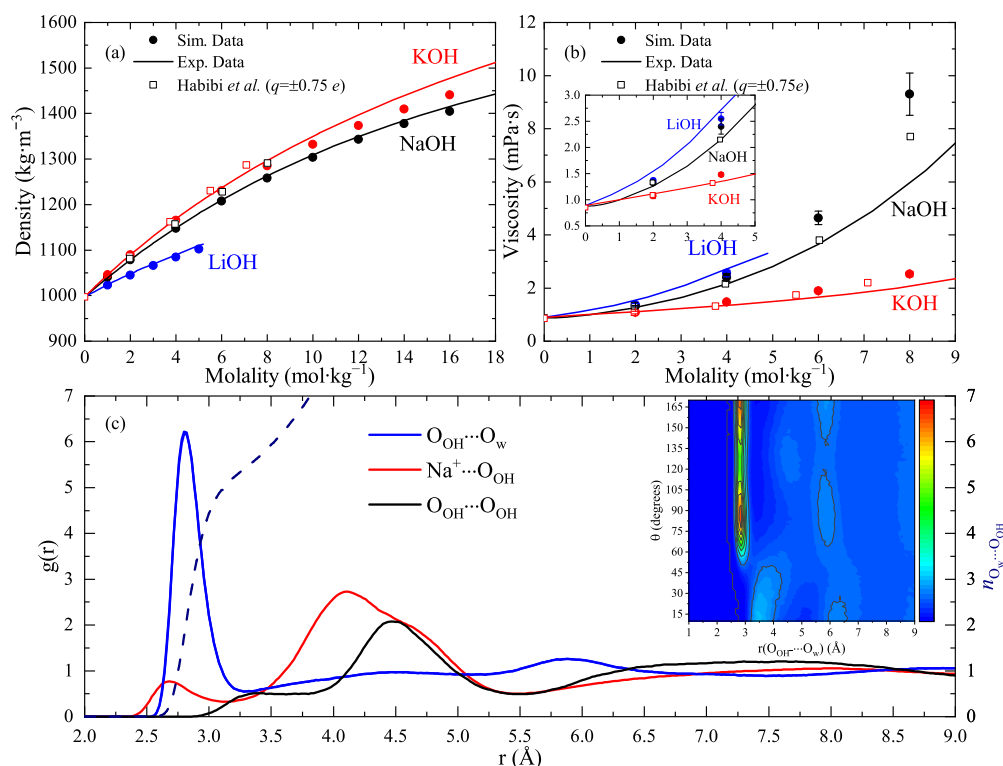 (a)
Sim. Data
Exp. Data
Habibi et al. (q=±0.75 e)
KOH
NaOH
LiOH
Density (kg·m⁻³)
1600
1500
1400
1300
1200
1100
1000
900
0 2 4 6 8 10 12 14 16 18
Molality (mol·kg⁻¹)
(b)
Sim. Data
Exp. Data
Habibi et al. (q=±0.75e)
3.0
2.5
2.0
1.5
1.0
0.5
0 1 2 3 4 5
LiOH
NaOH
KOH
LiOH
NaOH
KOH
Viscosity (mPa·s)
12
10
8
6
4
2
0
0 1 2 3 4 5 6 7 8 9
Molality (mol·kg⁻¹)
(c)
O_OH···O_w
Na⁺···O_OH
O_OH···O_OH
g(r)
7
6
5
4
3
2
1
0
2.0 2.5 3.0 3.5 4.0 4.5 5.0 5.5 6.0 6.5 7.0 7.5 8.0 8.5 9.0
r (Å)
θ (degrees)
165
150
135
120
105
90
75
60
45
30
15
1 2 3 4 5 6 7 8 9
r(O_OH···O_w) (Å)
7
6
5
4
3
2
1
0
n_O_w···O_OH